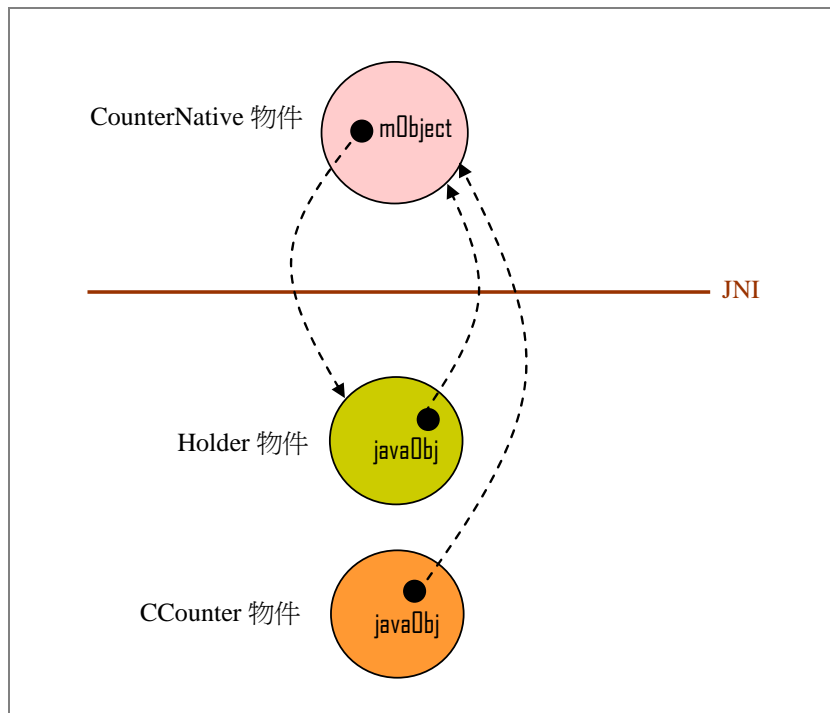 CounterNative 物件
mObject
JNI
Holder 物件
javaObj
CCounter 物件
javaObj